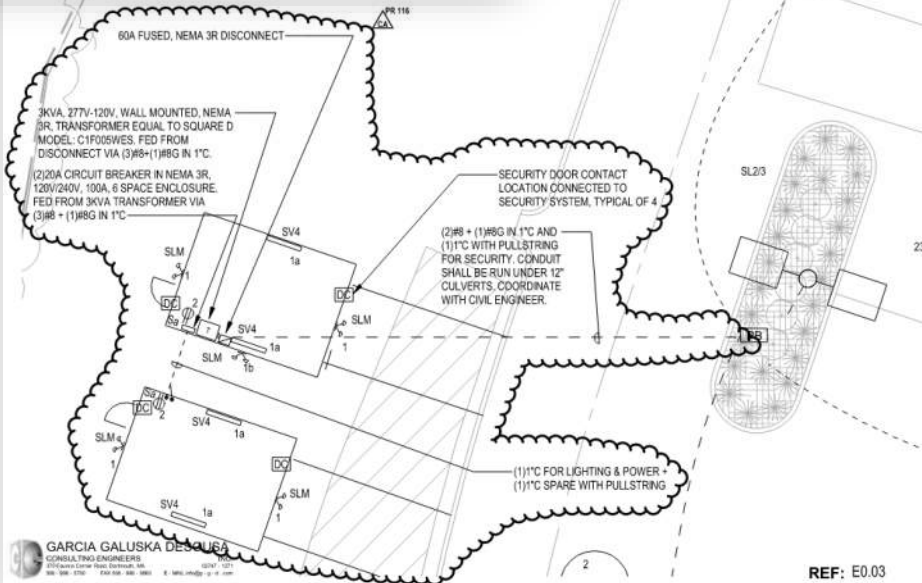 PR 116
CA
60A FUSED, NEMA 3R DISCONNECT
3KVA, 277V-120V, WALL MOUNTED, NEMA
3R, TRANSFORMER EQUAL TO SQUARE D
MODEL: C1F005WES. FED FROM
DISCONNECT VIA (3)#8+(1)#8G IN 1"C.
(2)20A CIRCUIT BREAKER IN NEMA 3R,
120V/240V, 100A, 6 SPACE ENCLOSURE.
FED FROM 3KVA TRANSFORMER VIA
(3)#8 + (1)#8G IN 1"C
SECURITY DOOR CONTACT
LOCATION CONNECTED TO
SECURITY SYSTEM, TYPICAL OF 4
(2)#8 + (1)#8G IN 1"C AND
(1)1"C WITH PULLSTRING
FOR SECURITY. CONDUIT
SHALL BE RUN UNDER 12"
CULVERTS, COORDINATE
WITH CIVIL ENGINEER.
SL2/3
23
SV4
1a
SLM
1
DC
2
Sa
T
SV4
1a
SLM
1b
DC
SLM
1
PB
Sa
DC
2
SV4
1a
SLM
1
DC
SLM
1
SV4
1a
(1)1"C FOR LIGHTING & POWER +
(1)1"C SPARE WITH PULLSTRING
2
GARCIA GALUSKA DESOUSA
CONSULTING ENGINEERS
REF: E0.03